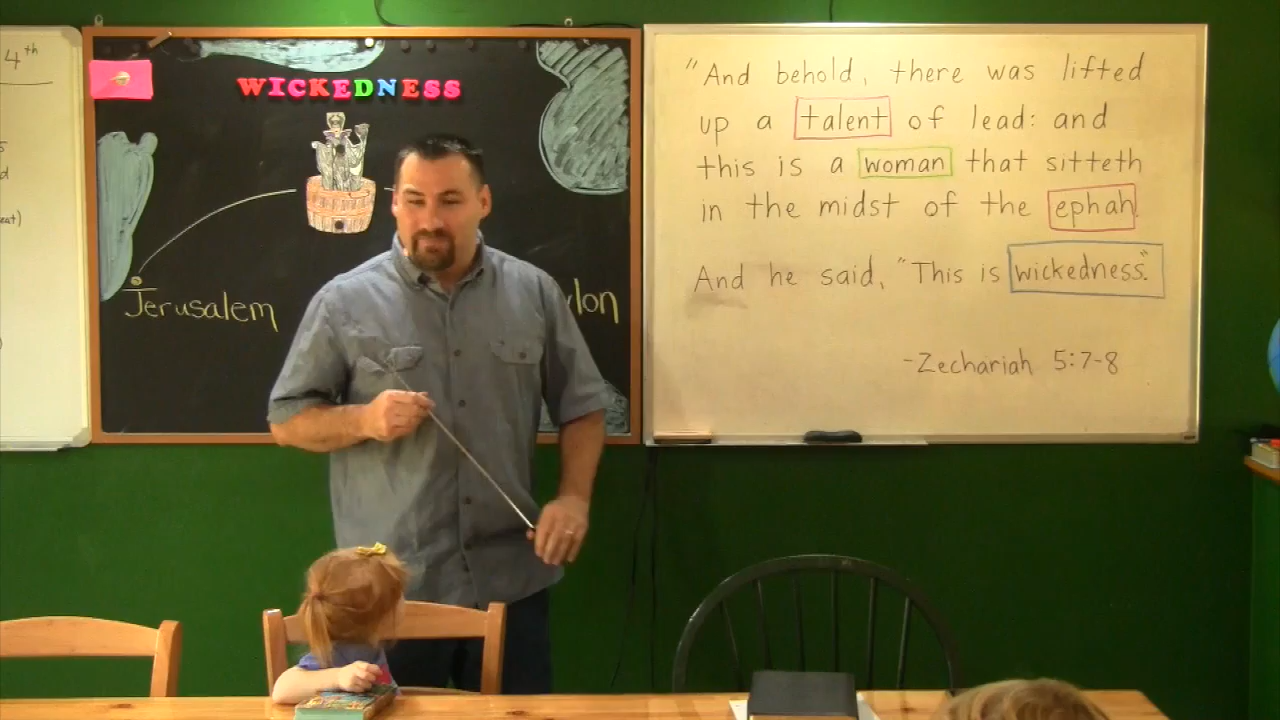 4th
eat)
WICKEDNESS
Jerusalem
ylon
"And behold, there was lifted
up a talent of lead: and
this is a woman that sitteth
in the midst of the ephah.
And he said, "This is wickedness."
-Zechariah 5:7-8